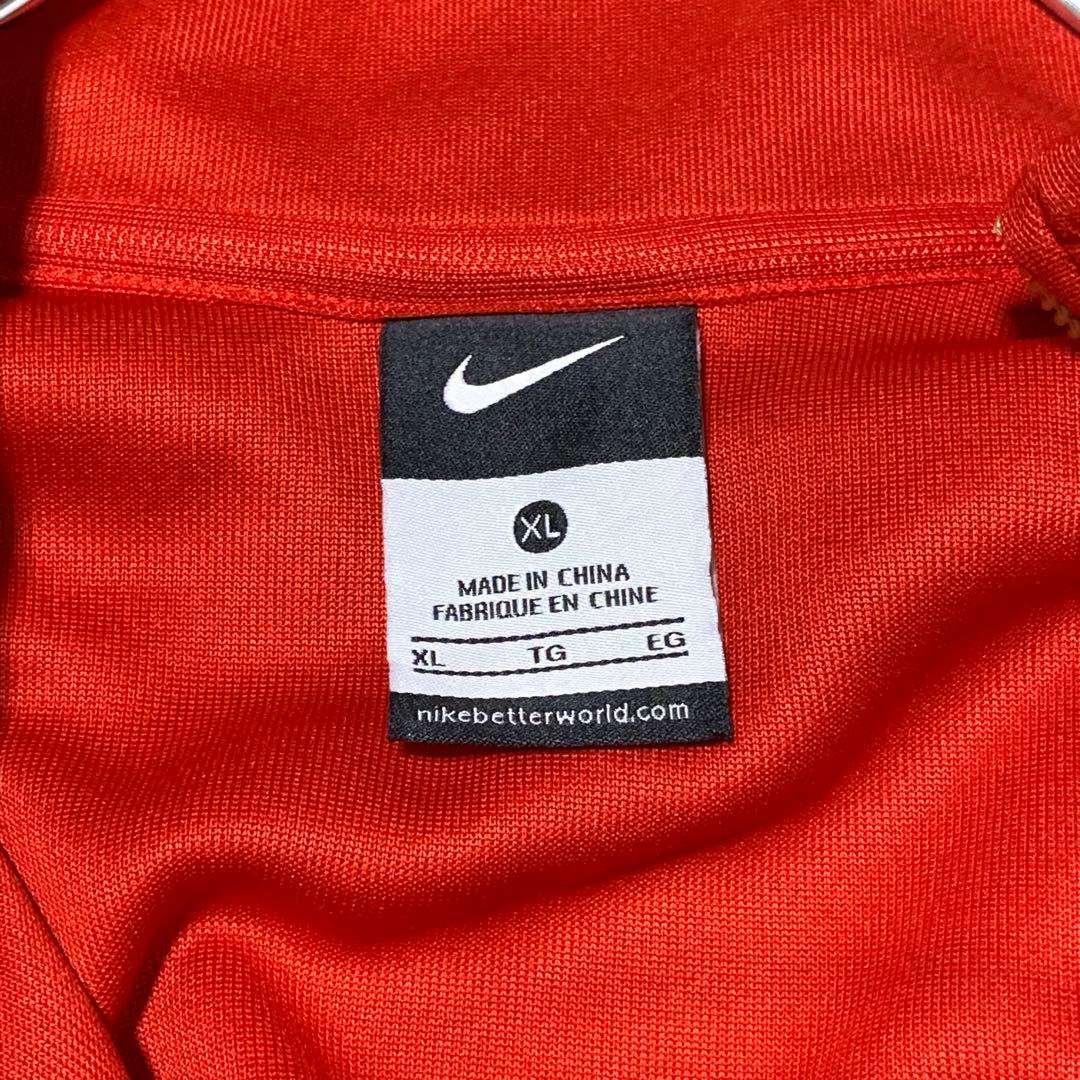 XL
MADE IN CHINA
FABRIQUE EN CHINE
XL TG EG
nikebetterworld.com